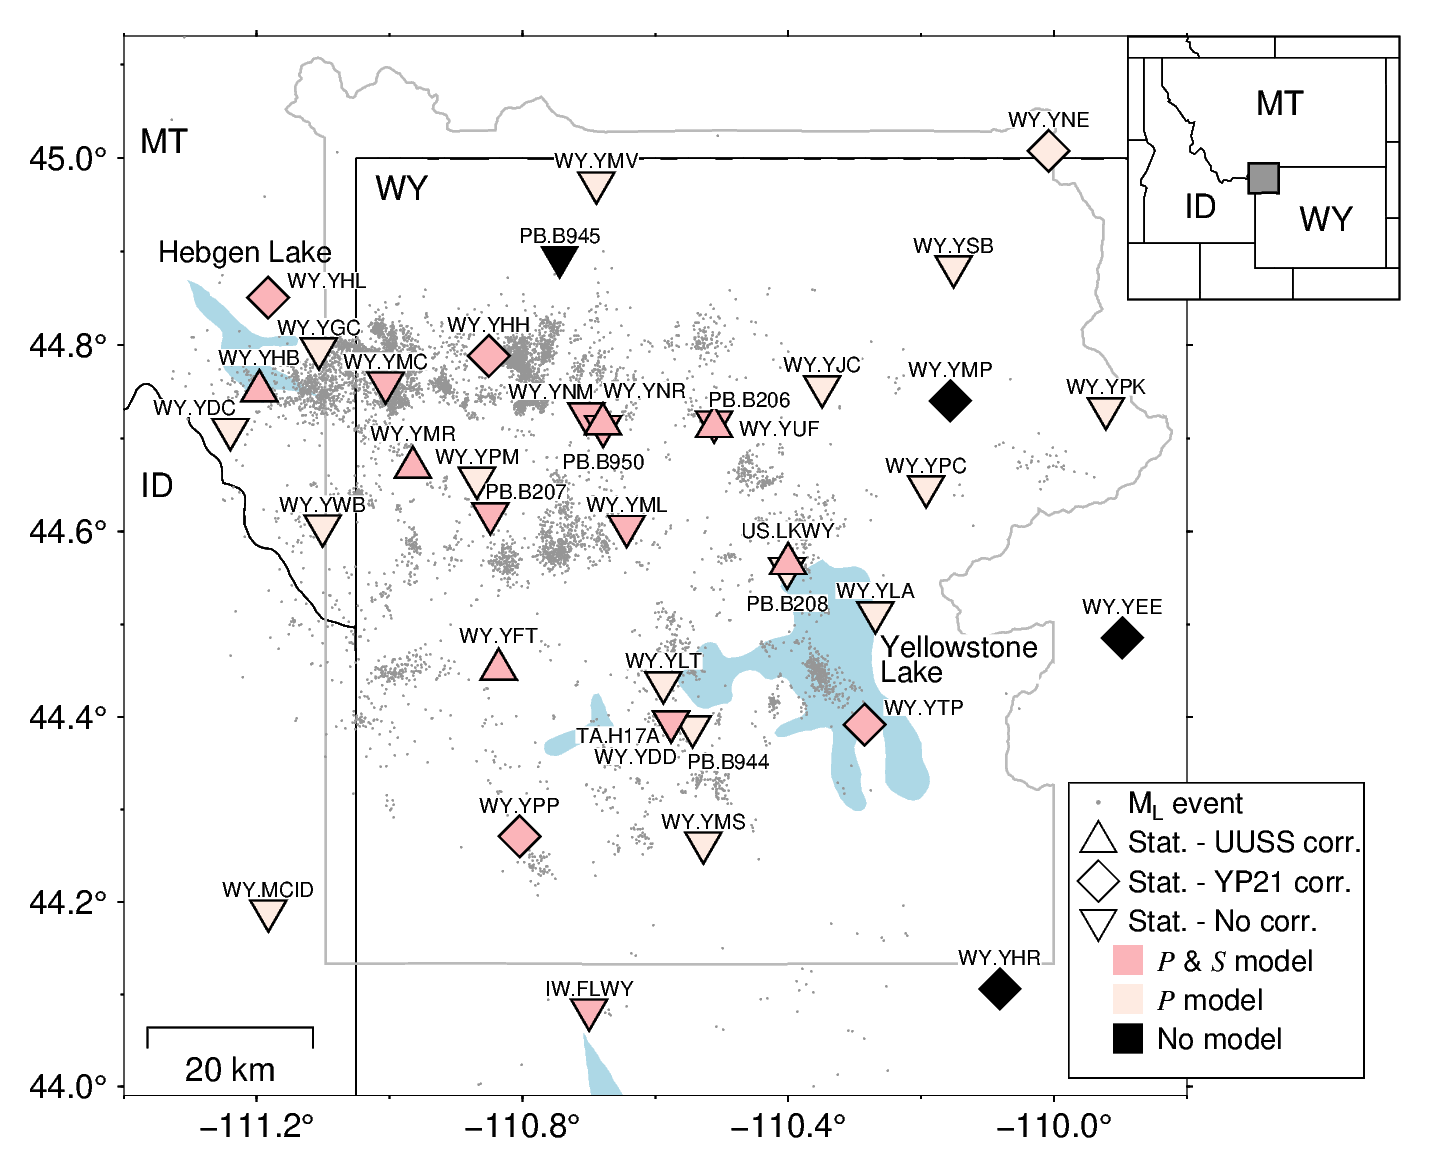 WY.YNE
MT
MT
45.0°
WY.YMV
WY
ID
WY
PB.B945
WY.YSB
Hebgen Lake
WY.YHL
WY.YGC
WY.YHH
44.8°
WY.YHB
WY.YMC
WY.YJC
WY.YMP
WY.YPK
WY.YNM
WY.YNR
PB.B206
WY.YDC
WY.YUF
WY.YMR
WY.YPM
PB.B950
WY.YPC
ID
PB.B207
WY.YWB
WY.YML
44.6°
US.LKWY
WY.YLA
PB.B208
WY.YEE
WY.YFT
Yellowstone
Lake
WY.YLT
44.4°
WY.YTP
TA.H17A
WY.YDD
PB.B944
WY.YPP
WY.YMS
ML event
Stat. - UUSS corr.
Stat. - YP21 corr.
Stat. - No corr.
P & S model
P model
No model
WY.MCID
44.2°
WY.YHR
IW.FLWY
20 km
44.0°
−111.2°
−110.8°
−110.4°
−110.0°